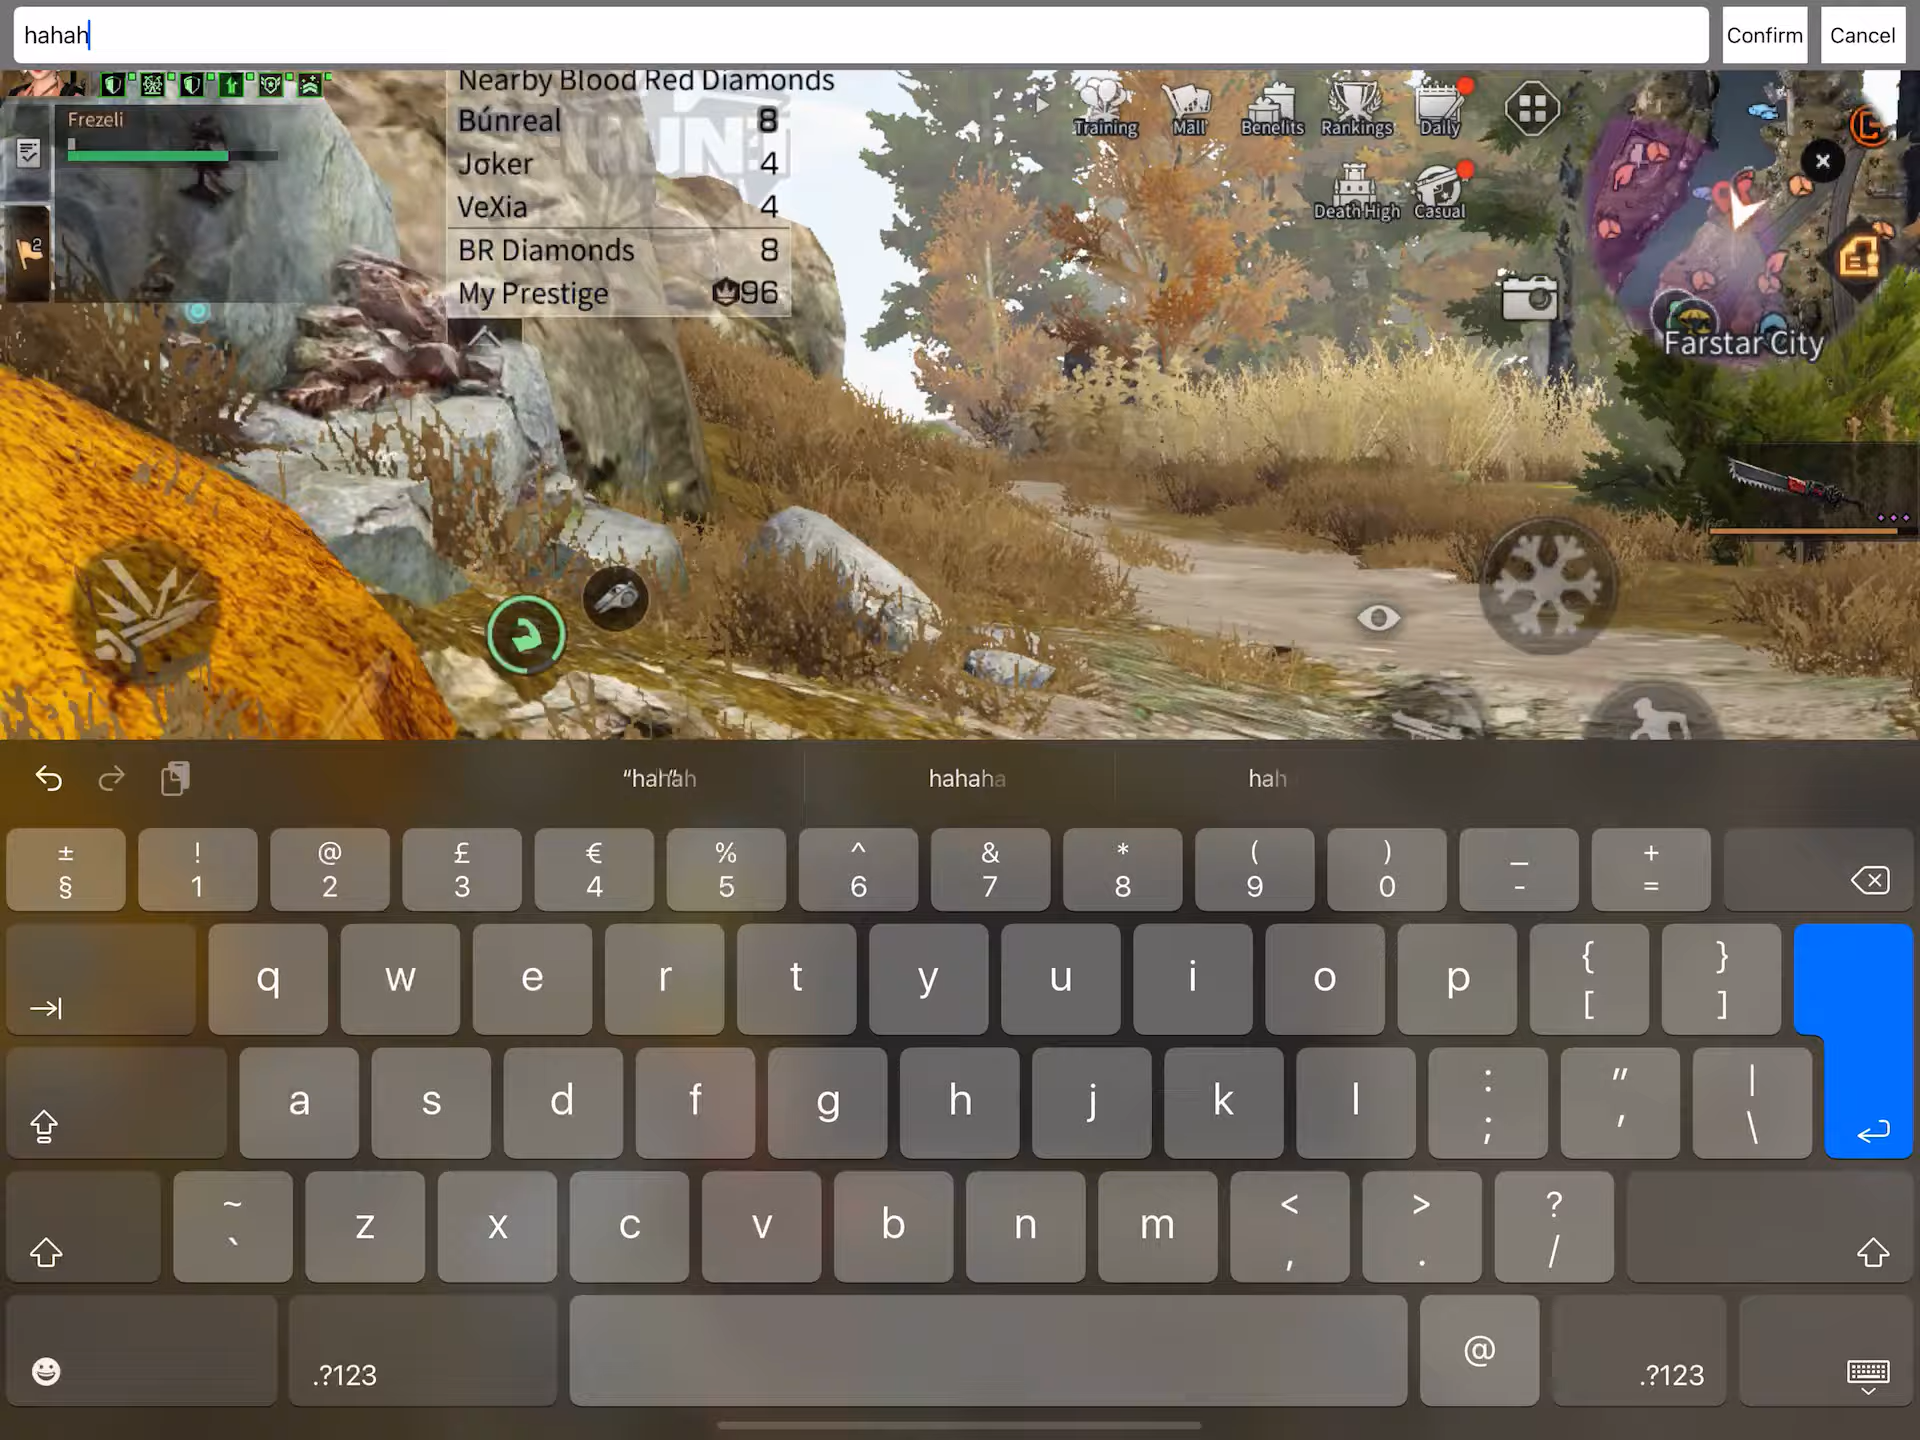 hahah
Confirm
Cancel
Nearby Blood Red Diamonds
Búnreal 8
Joker 4
VeXia 4
BR Diamonds 8
My Prestige 96
Frezeli
2
Training
Mall
Benefits
Rankings
Daily
Death High
Casual
Farstar City
hahaha
hah
± ! @ £ € % ^ & * ( ) _ +
§ 1 2 3 4 5 6 7 8 9 0 - =
q w e r t y u i o p { }
[ ]
a s d f g h j k l : " |
; ' \
~ z x c v b n m < > ?
` , . /
.?123 @ .?123